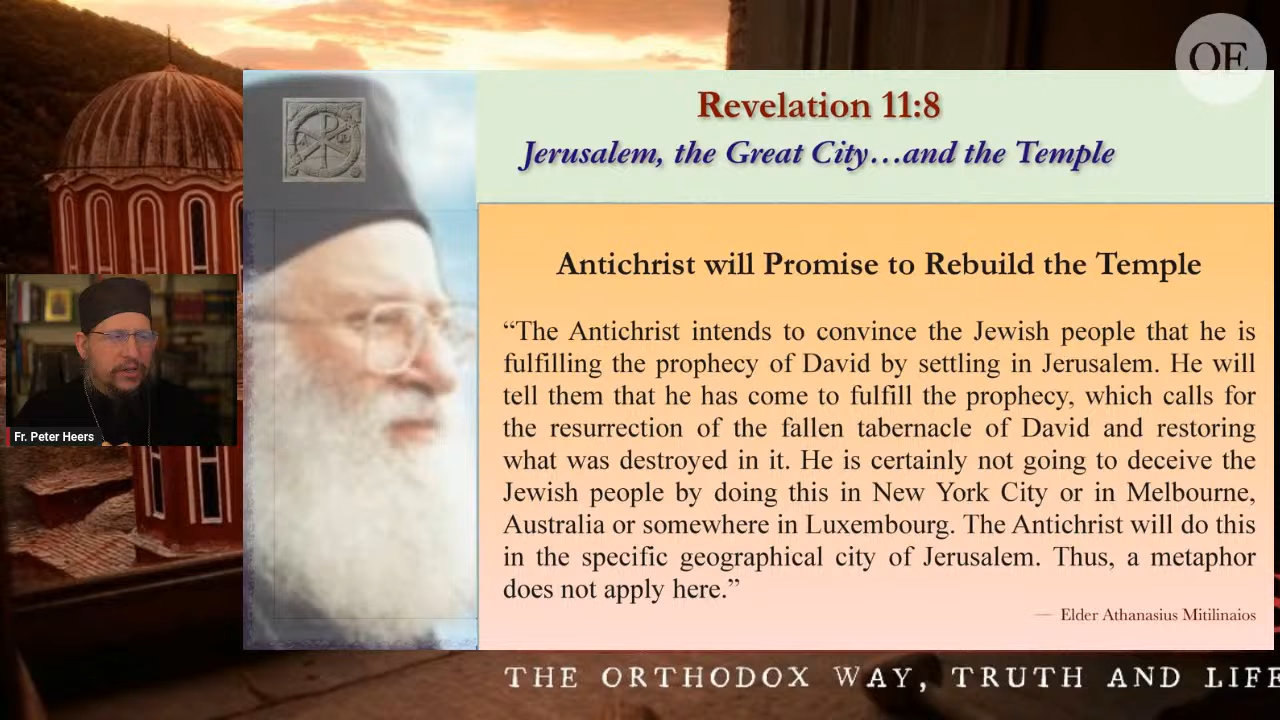 OE
Revelation 11:8
Jerusalem, the Great City…and the Temple
Antichrist will Promise to Rebuild the Temple
“The Antichrist intends to convince the Jewish people that he is
fulfilling the prophecy of David by settling in Jerusalem. He will
tell them that he has come to fulfill the prophecy, which calls for
the resurrection of the fallen tabernacle of David and restoring
what was destroyed in it. He is certainly not going to deceive the
Jewish people by doing this in New York City or in Melbourne,
Australia or somewhere in Luxembourg. The Antichrist will do this
in the specific geographical city of Jerusalem. Thus, a metaphor
does not apply here.”
— Elder Athanasius Mitilinaios
Fr. Peter Heers
THE ORTHODOX WAY, TRUTH AND LIFE